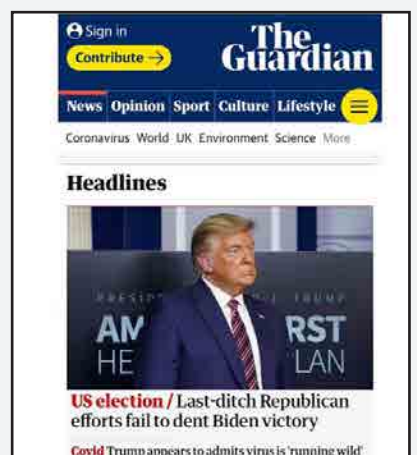 Sign in
Contribute →
The
Guardian
News Opinion Sport Culture Lifestyle
Coronavirus World UK Environment Science More
Headlines
AM RST
HE LAN
US election / Last-ditch Republican
efforts fail to dent Biden victory
Covid Trump appears to admits virus is 'running wild'